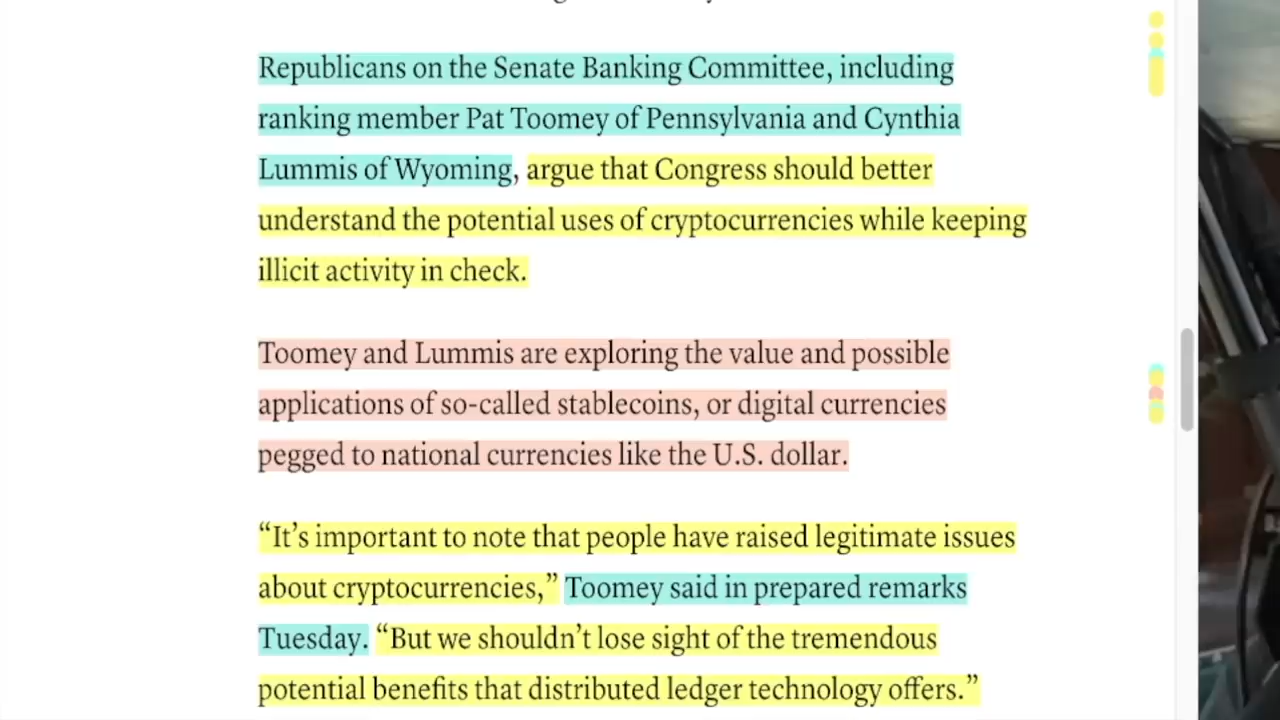 Republicans on the Senate Banking Committee, including
ranking member Pat Toomey of Pennsylvania and Cynthia
Lummis of Wyoming, argue that Congress should better
understand the potential uses of cryptocurrencies while keeping
illicit activity in check.
Toomey and Lummis are exploring the value and possible
applications of so-called stablecoins, or digital currencies
pegged to national currencies like the U.S. dollar.
“It’s important to note that people have raised legitimate issues
about cryptocurrencies,” Toomey said in prepared remarks
Tuesday. “But we shouldn’t lose sight of the tremendous
potential benefits that distributed ledger technology offers.”